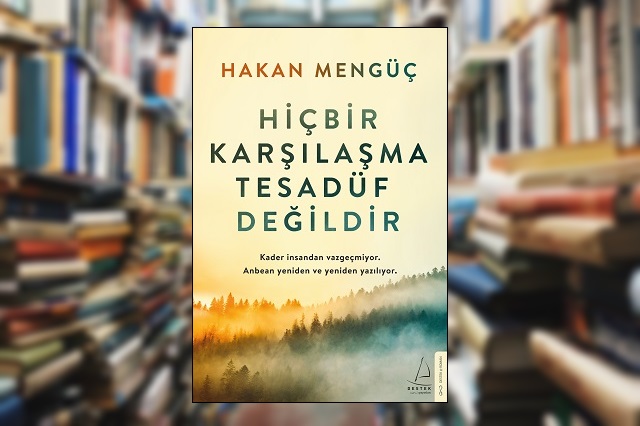 HAKAN MENGÜÇ
HİÇBİR
KARŞILAŞMA
TESADÜF
DEĞİLDİR
Kader insandan vazgeçmiyor.
Anbean yeniden ve yeniden yazılıyor.
DESTEK